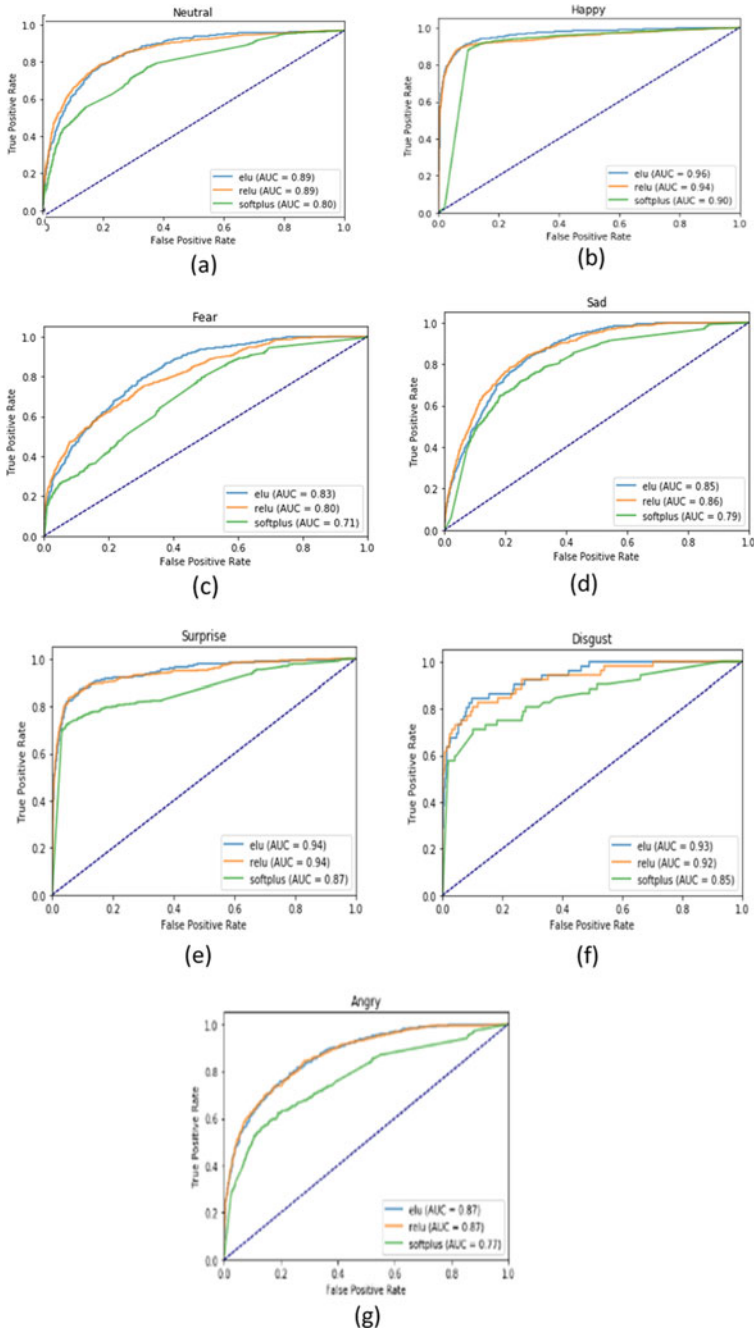 Neutral
True Positive Rate
1.0
0.8
0.6
0.4
0.2
0.0
elu (AUC = 0.89)
relu (AUC = 0.89)
softplus (AUC = 0.80)
0.2 0.4 0.6 0.8 1.0
False Positive Rate
(a)
Happy
True Positive Rate
1.0
0.8
0.6
0.4
0.2
0.0
elu (AUC = 0.96)
relu (AUC = 0.94)
softplus (AUC = 0.90)
0.0 0.2 0.4 0.6 0.8 1.0
False Positive Rate
(b)
Fear
True Positive Rate
1.0
0.8
0.6
0.4
0.2
0.0
elu (AUC = 0.83)
relu (AUC = 0.80)
softplus (AUC = 0.71)
0.0 0.2 0.4 0.6 0.8 1.0
False Positive Rate
(c)
Sad
True Positive Rate
1.0
0.8
0.6
0.4
0.2
0.0
elu (AUC = 0.85)
relu (AUC = 0.86)
softplus (AUC = 0.79)
0.0 0.2 0.4 0.6 0.8 1.0
False Positive Rate
(d)
Surprise
True Positive Rate
1.0
0.8
0.6
0.4
0.2
0.0
elu (AUC = 0.94)
relu (AUC = 0.94)
softplus (AUC = 0.87)
0.0 0.2 0.4 0.6 0.8 1.0
False Positive Rate
(e)
Disgust
True Positive Rate
1.0
0.8
0.6
0.4
0.2
0.0
elu (AUC = 0.93)
relu (AUC = 0.92)
softplus (AUC = 0.85)
0.0 0.2 0.4 0.6 0.8 1.0
False Positive Rate
(f)
Angry
True Positive Rate
1.0
0.8
0.6
0.4
0.2
0.0
elu (AUC = 0.87)
relu (AUC = 0.87)
softplus (AUC = 0.77)
0.0 0.2 0.4 0.6 0.8 1.0
False Positive Rate
(g)